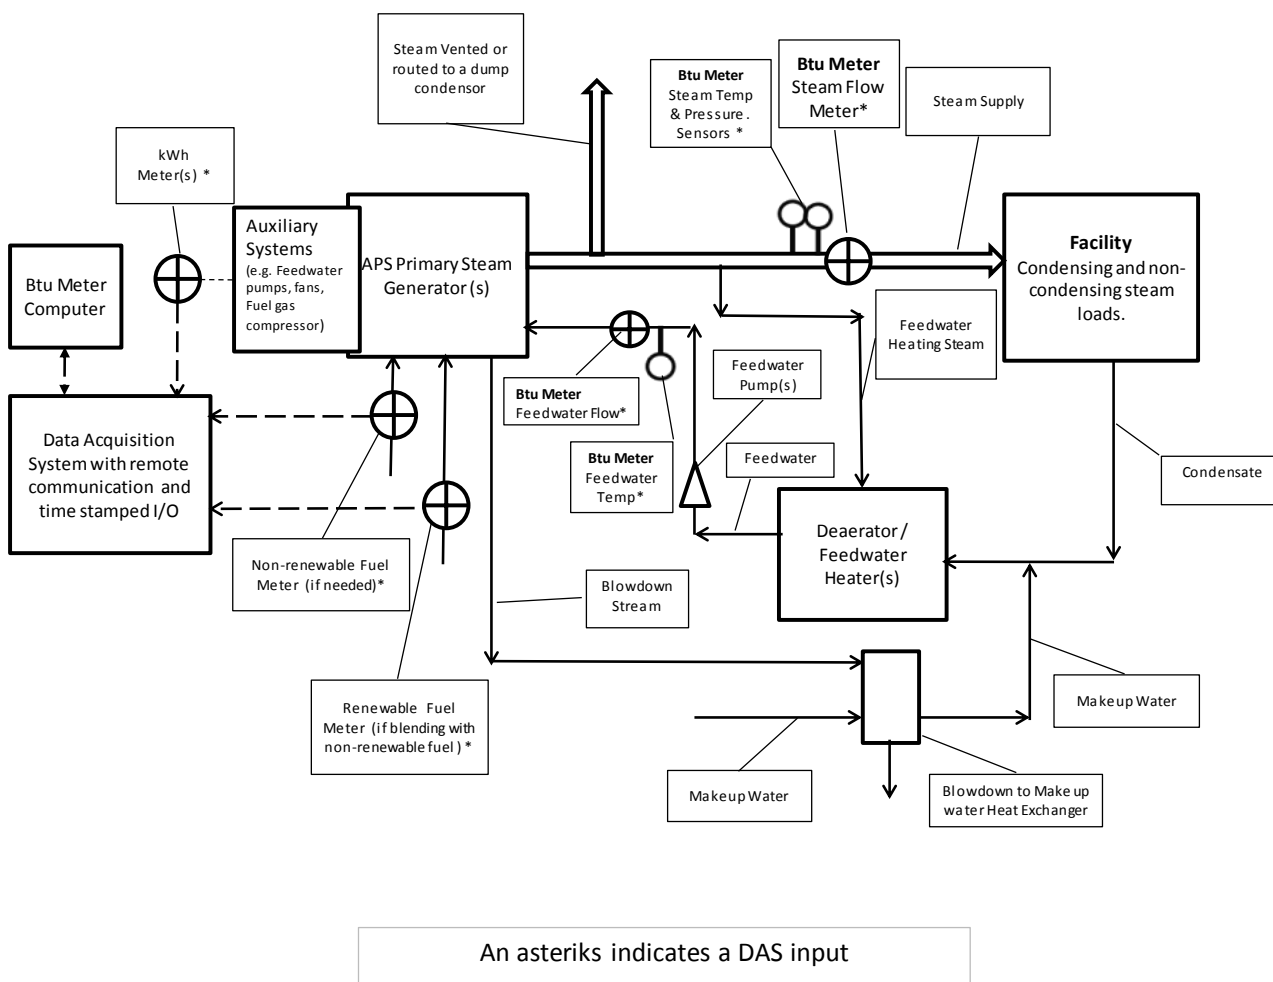 Steam Vented or
routed to a dump
condensor
Btu Meter
Steam Temp
& Pressure.
Sensors *
Btu Meter
Steam Flow
Meter*
Steam Supply
kWh
Meter(s) *
Auxiliary
Systems
(e.g. Feedwater
pumps, fans,
Fuel gas
compressor)
APS Primary Steam
Generator(s)
Facility
Condensing and non-
condensing steam
loads.
Btu Meter
Computer
Feedwater
Heating Steam
Feedwater
Pump(s)
Btu Meter
Feedwater Flow*
Btu Meter
Feedwater
Temp*
Feedwater
Condensate
Data Acquisition
System with remote
communication and
time stamped I/O
Deaerator /
Feedwater
Heater(s)
Non-renewable Fuel
Meter (if needed)*
Blowdown
Stream
Renewable Fuel
Meter (if blending with
non-renewable fuel) *
Makeup Water
Makeup Water
Blowdown to Make up
water Heat Exchanger
An asteriks indicates a DAS input